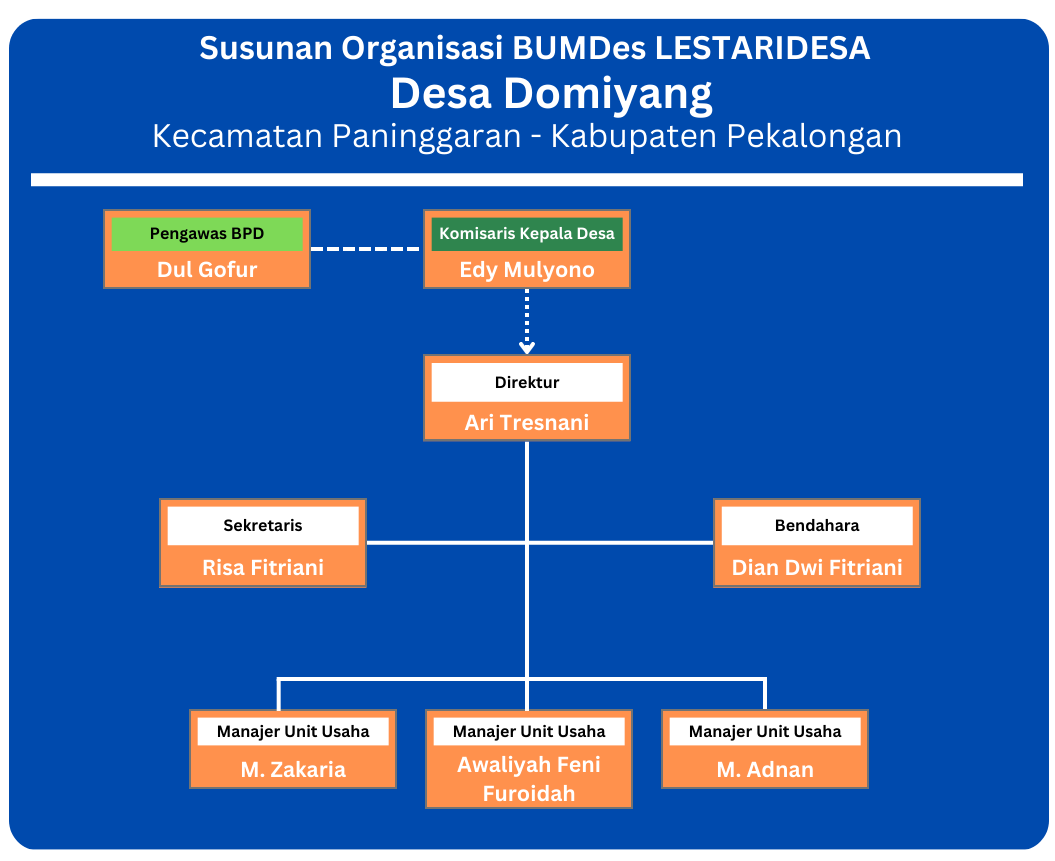 Susunan Organisasi BUMDes LESTARIDESA
Desa Domiyang
Kecamatan Paninggaran - Kabupaten Pekalongan
Pengawas BPD
Dul Gofur
Komisaris Kepala Desa
Edy Mulyono
Direktur
Ari Tresnani
Sekretaris
Risa Fitriani
Bendahara
Dian Dwi Fitriani
Manajer Unit Usaha
M. Zakaria
Manajer Unit Usaha
Awaliyah Feni
Furoidah
Manajer Unit Usaha
M. Adnan